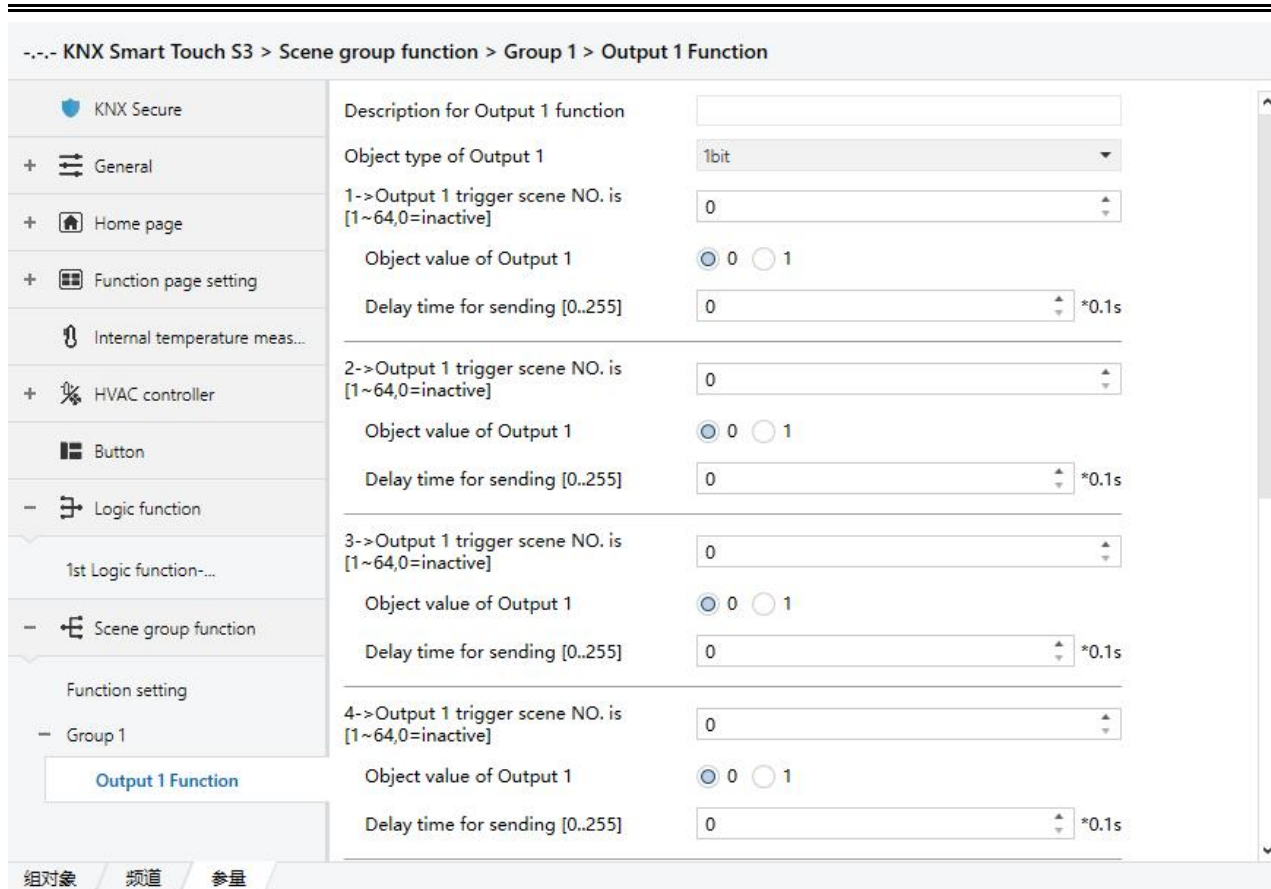 -.-.- KNX Smart Touch S3 > Scene group function > Group 1 > Output 1 Function
KNX Secure
+ General
+ Home page
+ Function page setting
Internal temperature meas...
+ HVAC controller
Button
− Logic function
1st Logic function-...
− Scene group function
Function setting
− Group 1
Output 1 Function
Description for Output 1 function
Object type of Output 1 1bit
1->Output 1 trigger scene NO. is
[1~64,0=inactive] 0
Object value of Output 1 0 1
Delay time for sending [0..255] 0 *0.1s
2->Output 1 trigger scene NO. is
[1~64,0=inactive] 0
Object value of Output 1 0 1
Delay time for sending [0..255] 0 *0.1s
3->Output 1 trigger scene NO. is
[1~64,0=inactive] 0
Object value of Output 1 0 1
Delay time for sending [0..255] 0 *0.1s
4->Output 1 trigger scene NO. is
[1~64,0=inactive] 0
Object value of Output 1 0 1
Delay time for sending [0..255] 0 *0.1s
组对象 频道 参量